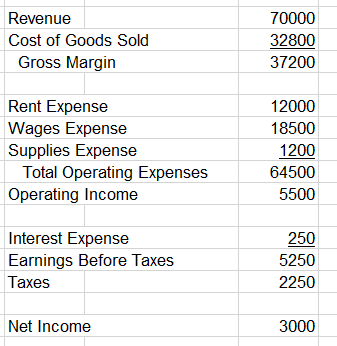 Revenue 70000
Cost of Goods Sold 32800
Gross Margin 37200
Rent Expense 12000
Wages Expense 18500
Supplies Expense 1200
Total Operating Expenses 64500
Operating Income 5500
Interest Expense 250
Earnings Before Taxes 5250
Taxes 2250
Net Income 3000